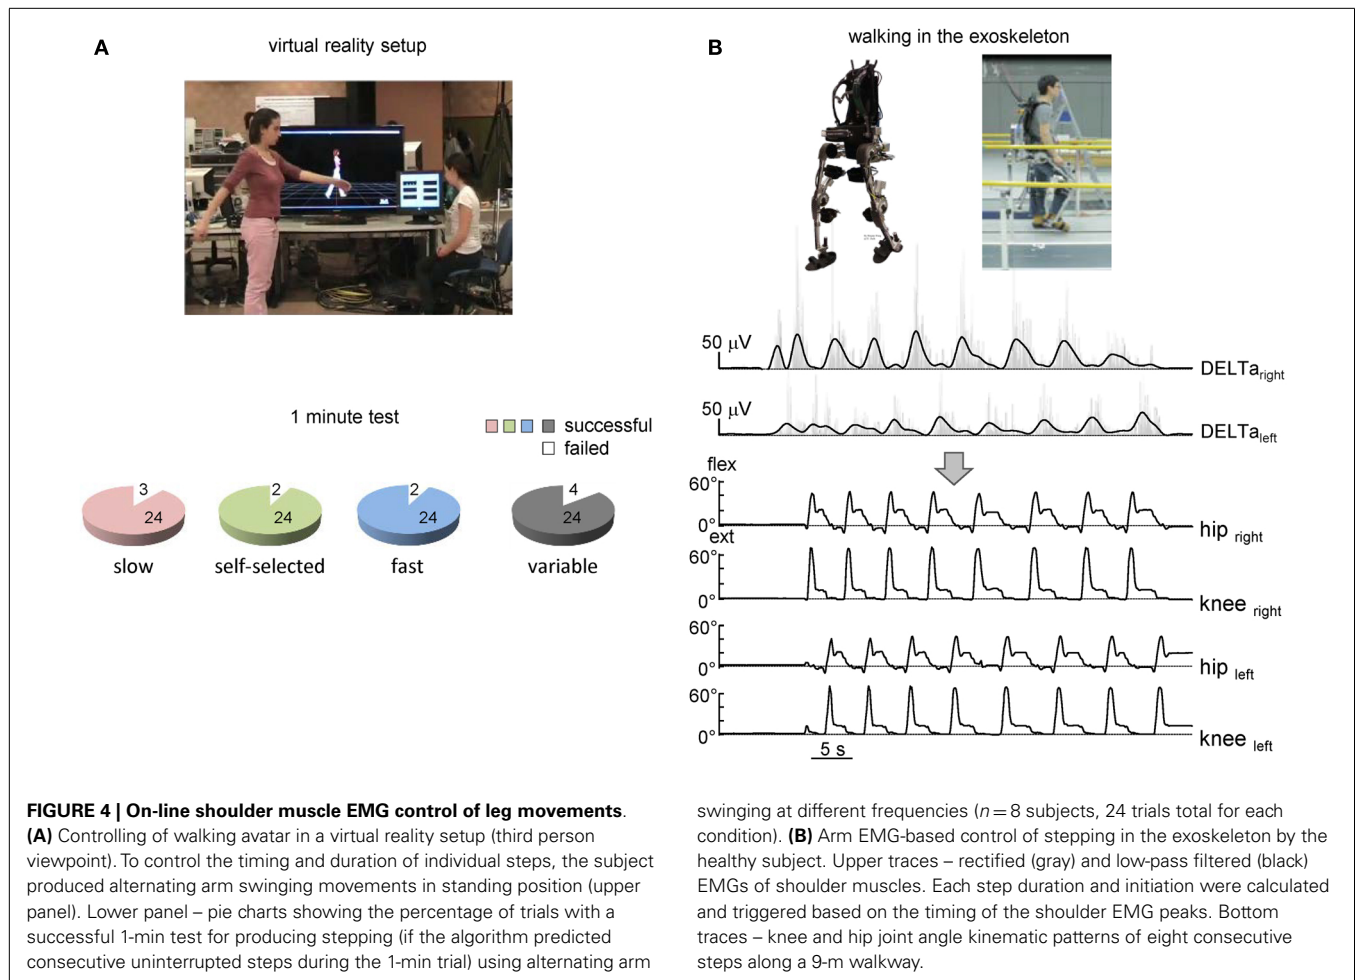 A
virtual reality setup
1 minute test
successful
failed
3
24
slow
2
24
self-selected
2
24
fast
4
24
variable
B
walking in the exoskeleton
50 µV
DELTa right
50 µV
DELTa left
flex
60°
0°
hip right
ext
60°
0°
knee right
60°
0°
hip left
60°
0°
knee left
5 s
FIGURE 4 | On-line shoulder muscle EMG control of leg movements.
(A) Controlling of walking avatar in a virtual reality setup (third person
viewpoint). To control the timing and duration of individual steps, the subject
produced alternating arm swinging movements in standing position (upper
panel). Lower panel – pie charts showing the percentage of trials with a
successful 1-min test for producing stepping (if the algorithm predicted
consecutive uninterrupted steps during the 1-min trial) using alternating arm
swinging at different frequencies (n = 8 subjects, 24 trials total for each
condition). (B) Arm EMG-based control of stepping in the exoskeleton by the
healthy subject. Upper traces – rectified (gray) and low-pass filtered (black)
EMGs of shoulder muscles. Each step duration and initiation were calculated
and triggered based on the timing of the shoulder EMG peaks. Bottom
traces – knee and hip joint angle kinematic patterns of eight consecutive
steps along a 9-m walkway.